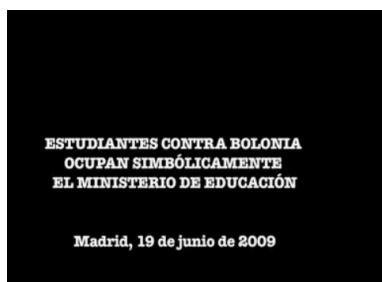 ESTUDIANTES CONTRA BOLONIA
OCUPAN SIMBÓLICAMENTE
EL MINISTERIO DE EDUCACIÓN
Madrid, 19 de junio de 2009